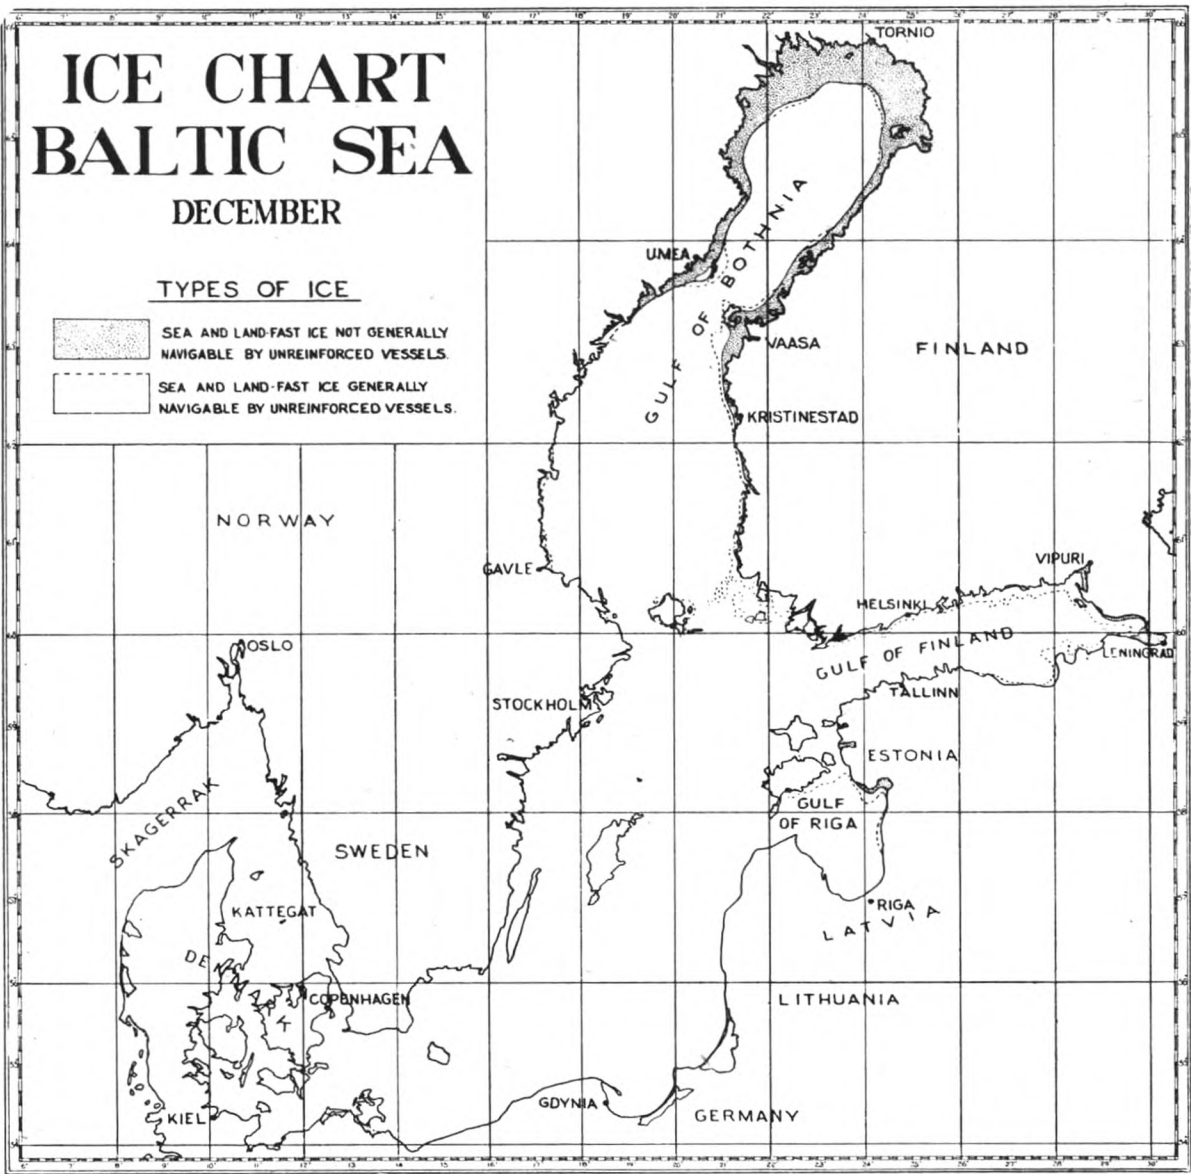 ICE CHART
BALTIC SEA
DECEMBER
TYPES OF ICE
SEA AND LAND-FAST ICE NOT GENERALLY
NAVIGABLE BY UNREINFORCED VESSELS.
SEA AND LAND-FAST ICE GENERALLY
NAVIGABLE BY UNREINFORCED VESSELS.
TORNIO
UMEA
GULF OF BOTHNIA
VAASA
FINLAND
KRISTINESTAD
NORWAY
GAVLE
VIPURI
HELSINKI
OSLO
GULF OF FINLAND
LENINGRAD
STOCKHOLM
TALLINN
ESTONIA
SKAGERRAK
GULF
OF RIGA
SWEDEN
KATTEGAT
RIGA
LATVIA
DENMARK
COPENHAGEN
LITHUANIA
KIEL
GDYNIA
GERMANY